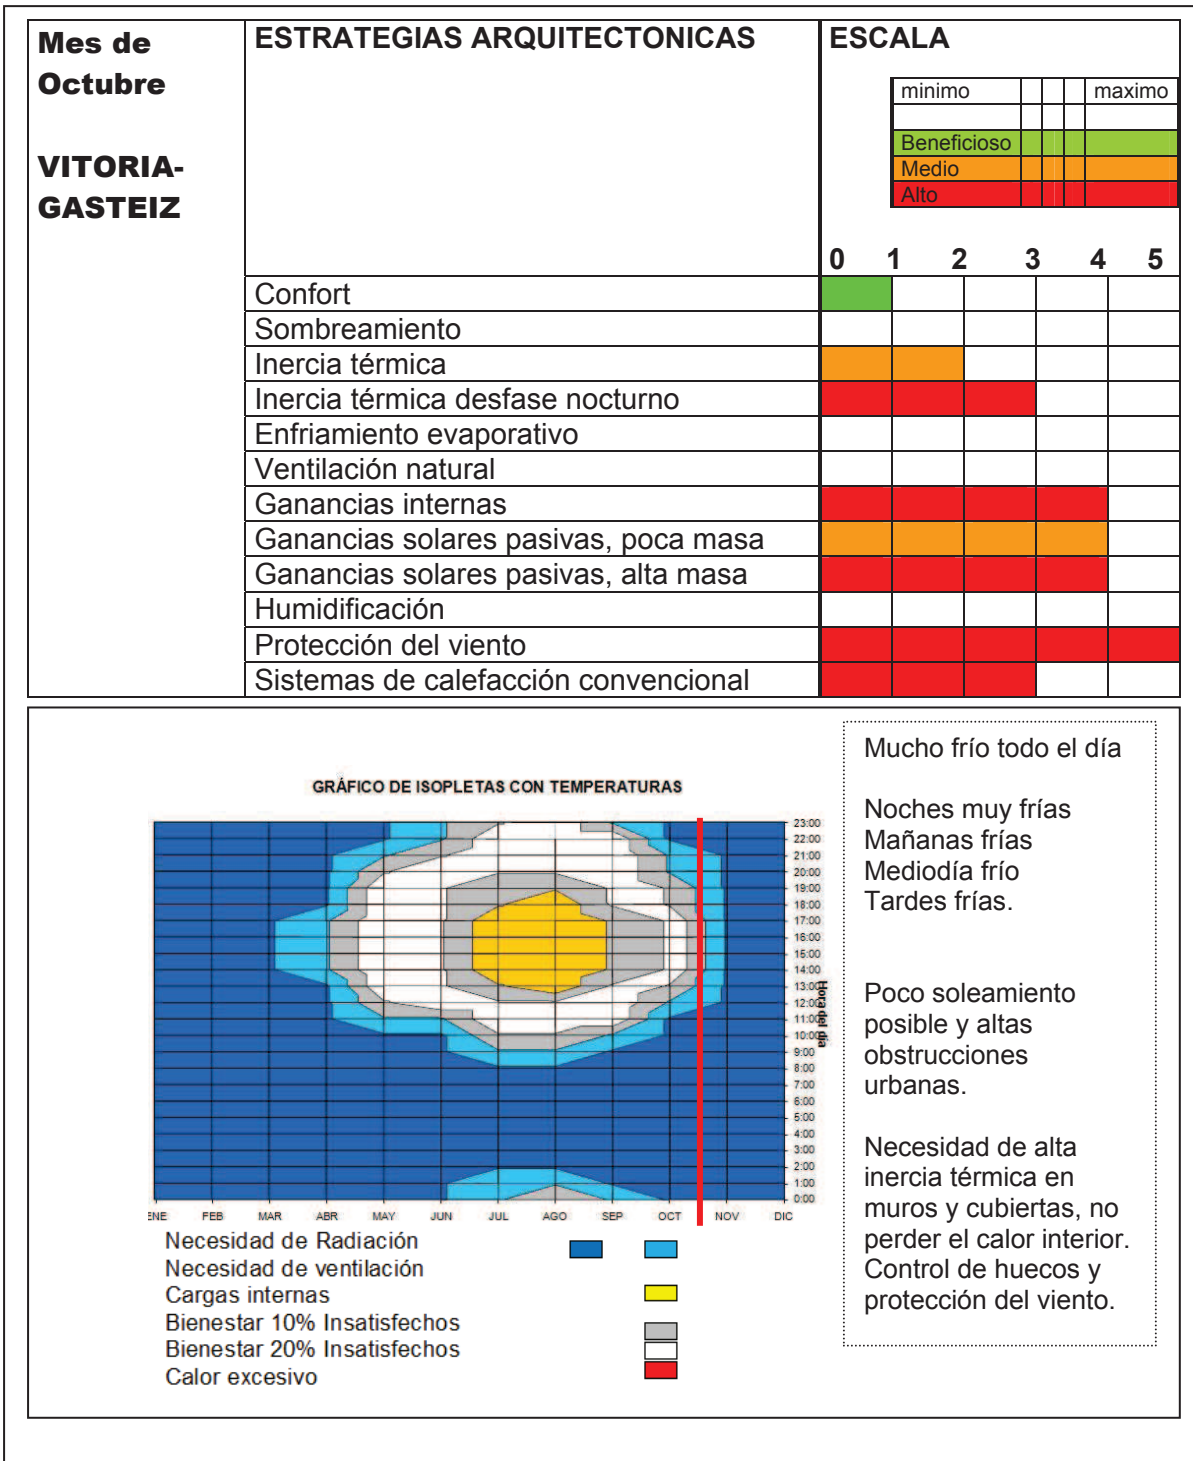 Mes de
Octubre
VITORIA-
GASTEIZ
ESTRATEGIAS ARQUITECTONICAS
ESCALA
minimo maximo
Beneficioso
Medio
Alto
0 1 2 3 4 5
Confort
Sombreamiento
Inercia térmica
Inercia térmica desfase nocturno
Enfriamiento evaporativo
Ventilación natural
Ganancias internas
Ganancias solares pasivas, poca masa
Ganancias solares pasivas, alta masa
Humidificación
Protección del viento
Sistemas de calefacción convencional
GRÁFICO DE ISOPLETAS CON TEMPERATURAS
23:00
22:00
21:00
20:00
19:00
18:00
17:00
16:00
15:00
14:00
13:00
12:00
11:00
10:00
9:00
8:00
7:00
6:00
5:00
4:00
3:00
2:00
1:00
0:00
Hora del día
ENE FEB MAR ABR MAY JUN JUL AGO SEP OCT NOV DIC
Necesidad de Radiación
Necesidad de ventilación
Cargas internas
Bienestar 10% Insatisfechos
Bienestar 20% Insatisfechos
Calor excesivo
Mucho frío todo el día
Noches muy frías
Mañanas frías
Mediodía frío
Tardes frías.
Poco soleamiento
posible y altas
obstrucciones
urbanas.
Necesidad de alta
inercia térmica en
muros y cubiertas, no
perder el calor interior.
Control de huecos y
protección del viento.